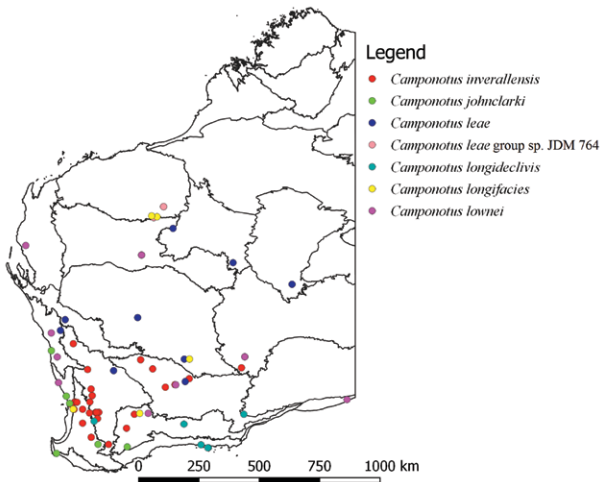 Legend
Camponotus inverallensis
Camponotus johnclarki
Camponotus leae
Camponotus leae group sp. JDM 764
Camponotus longideclivis
Camponotus longifacies
Camponotus lownei
0 250 500 750 1000 km